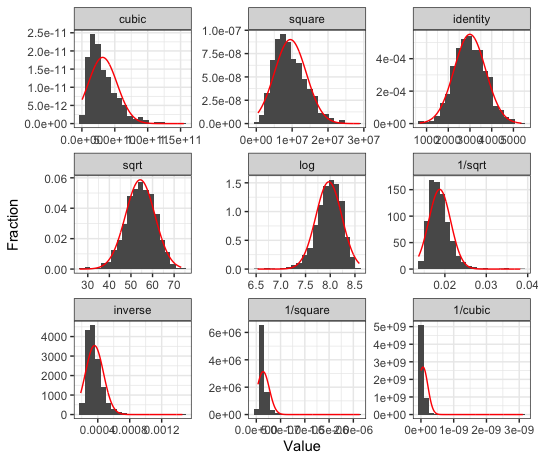 cubic
square
identity
2.5e-11
2.0e-11
1.5e-11
1.0e-11
5.0e-12
0.0e+00
1.0e-07
7.5e-08
5.0e-08
2.5e-08
0.0e+00
4e-04
2e-04
0e+00
0e+00
1e+07
2e+07
3e+07
1000
2000
3000
4000
5000
sqrt
log
1/sqrt
0.06
0.04
0.02
0.00
1.5
1.0
0.5
0.0
150
100
50
0
30
40
50
60
70
6.5
7.0
7.5
8.0
8.5
0.02
0.03
0.04
Fraction
inverse
1/square
1/cubic
4000
3000
2000
1000
0
6e+06
4e+06
2e+06
0e+00
5e+09
4e+09
3e+09
2e+09
1e+09
0e+00
0.0004
0.0008
0.0012
0e+00
1e-09
2e-09
3e-09
Value